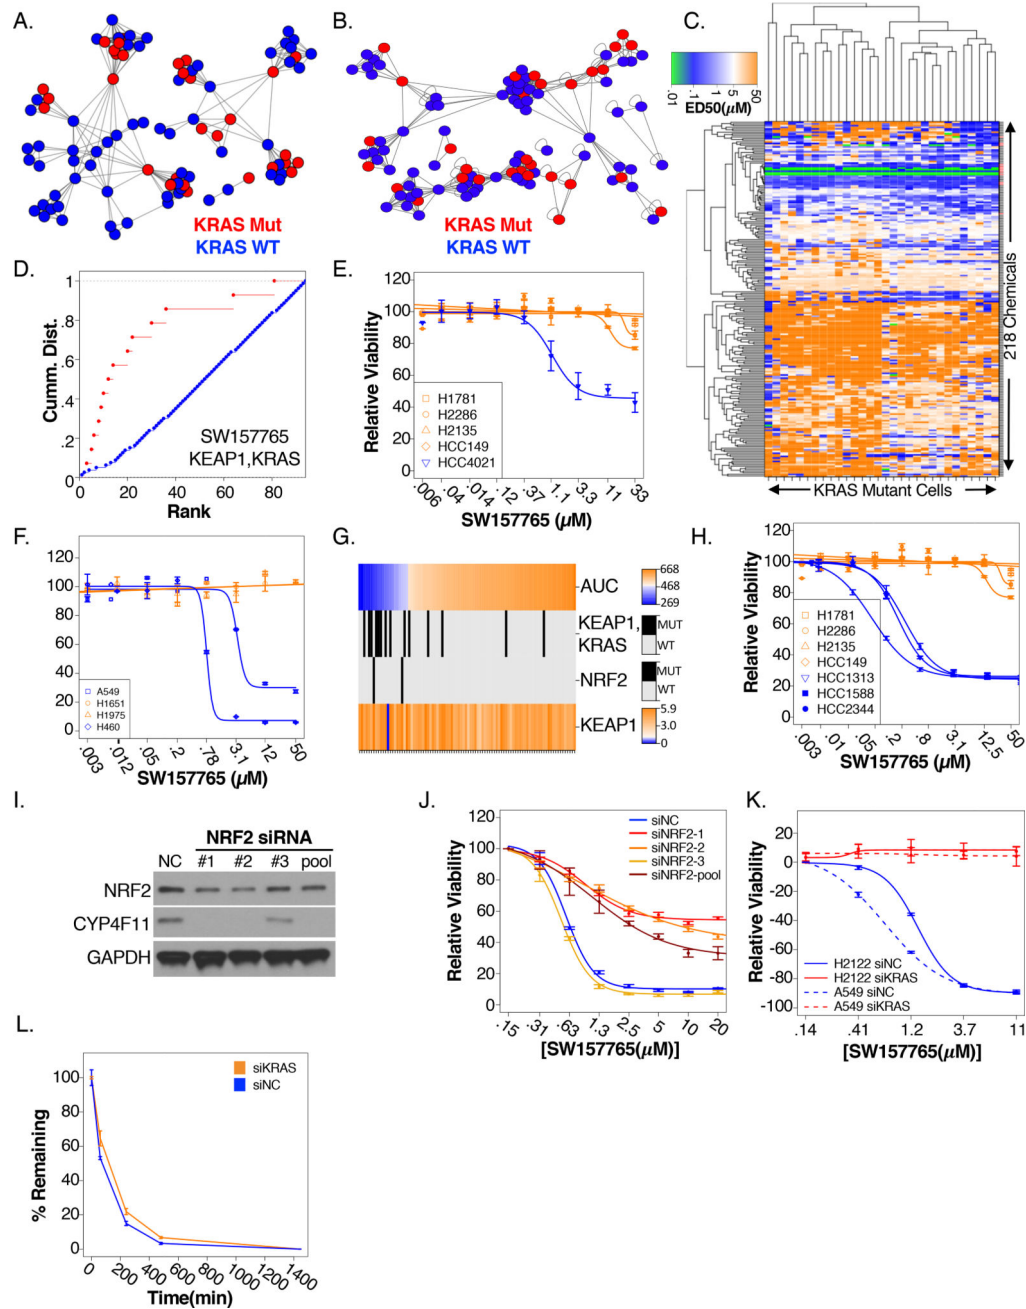 A.
KRAS Mut
KRAS WT
B.
KRAS Mut
KRAS WT
C.
.01
.1
1
5
50
ED50(μM)
218 Chemicals
KRAS Mutant Cells
D.
Cumm. Dist.
1
.8
.6
.4
.2
0
0
20
40
60
80
Rank
SW157765
KEAP1,KRAS
E.
Relative Viability
120
100
80
60
40
20
0
H1781
H2286
H2135
HCC149
HCC4021
.006
.04
.014
.12
.37
1.1
3.3
11
33
SW157765 (μM)
F.
120
100
80
60
40
20
0
A549
H1651
H1975
H460
.003
.012
.05
.2
.78
3.1
12
50
SW157765 (μM)
G.
AUC
668
468
269
KEAP1,
KRAS
MUT
WT
NRF2
MUT
WT
KEAP1
5.9
3.0
0
H.
Relative Viability
120
100
80
60
40
20
0
H1781
H2286
H2135
HCC149
HCC1313
HCC1588
HCC2344
.003
.01
.05
.2
.8
3.1
12.5
50
SW157765 (μM)
I.
NRF2 siRNA
NC
#1
#2
#3
pool
NRF2
CYP4F11
GAPDH
J.
Relative Viability
120
100
80
60
40
20
0
siNC
siNRF2-1
siNRF2-2
siNRF2-3
siNRF2-pool
.15
.31
.63
1.3
2.5
5
10
20
[SW157765(μM)]
K.
Relative Viability
20
0
-20
-40
-60
-80
-100
H2122 siNC
H2122 siKRAS
A549 siNC
A549 siKRAS
.14
.41
1.2
3.7
11
[SW157765(μM)]
L.
% Remaining
100
80
60
40
20
0
siKRAS
siNC
0
200
400
600
800
1000
1200
1400
Time(min)